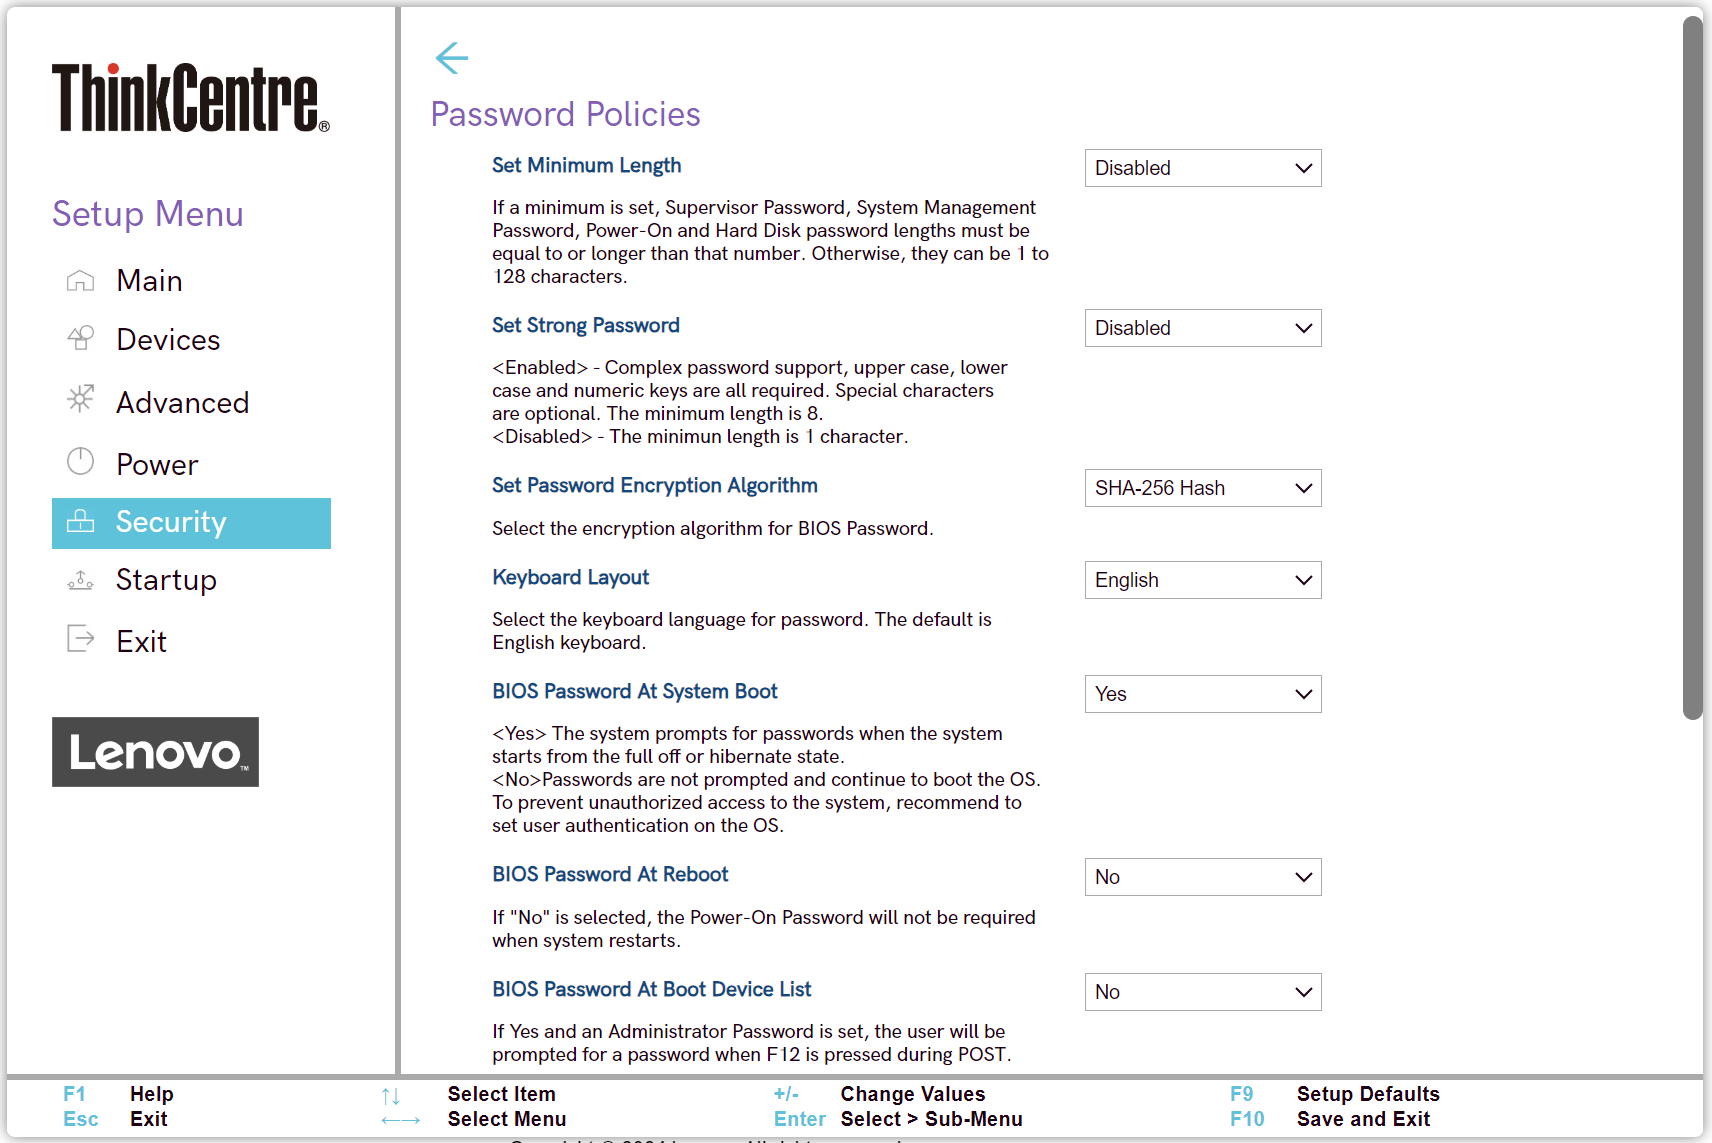 ThinkCentre®
Setup Menu
Main
Devices
Advanced
Power
Security
Startup
Exit
Lenovo™
Password Policies
Set Minimum Length
Disabled
If a minimum is set, Supervisor Password, System Management
Password, Power-On and Hard Disk password lengths must be
equal to or longer than that number. Otherwise, they can be 1 to
128 characters.
Set Strong Password
Disabled
<Enabled> - Complex password support, upper case, lower
case and numeric keys are all required. Special characters
are optional. The minimum length is 8.
<Disabled> - The minimun length is 1 character.
Set Password Encryption Algorithm
SHA-256 Hash
Select the encryption algorithm for BIOS Password.
Keyboard Layout
English
Select the keyboard language for password. The default is
English keyboard.
BIOS Password At System Boot
Yes
<Yes> The system prompts for passwords when the system
starts from the full off or hibernate state.
<No>Passwords are not prompted and continue to boot the OS.
To prevent unauthorized access to the system, recommend to
set user authentication on the OS.
BIOS Password At Reboot
No
If "No" is selected, the Power-On Password will not be required
when system restarts.
BIOS Password At Boot Device List
No
If Yes and an Administrator Password is set, the user will be
prompted for a password when F12 is pressed during POST.
F1 Help ↑↓ Select Item +/- Change Values F9 Setup Defaults
Esc Exit ←→ Select Menu Enter Select > Sub-Menu F10 Save and Exit